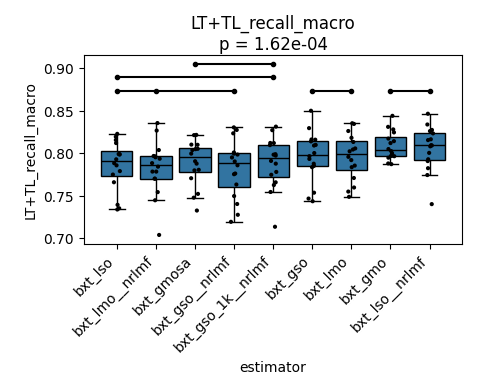 LT+TL_recall_macro
p = 1.62e-04
LT+TL_recall_macro
0.90
0.85
0.80
0.75
0.70
bxt_lso
bxt_lmo__nrlmf
bxt_gmosa
bxt_gso__nrlmf
bxt_gso_1k__nrlmf
bxt_gso
bxt_lmo
bxt_gmo
bxt_lso__nrlmf
estimator